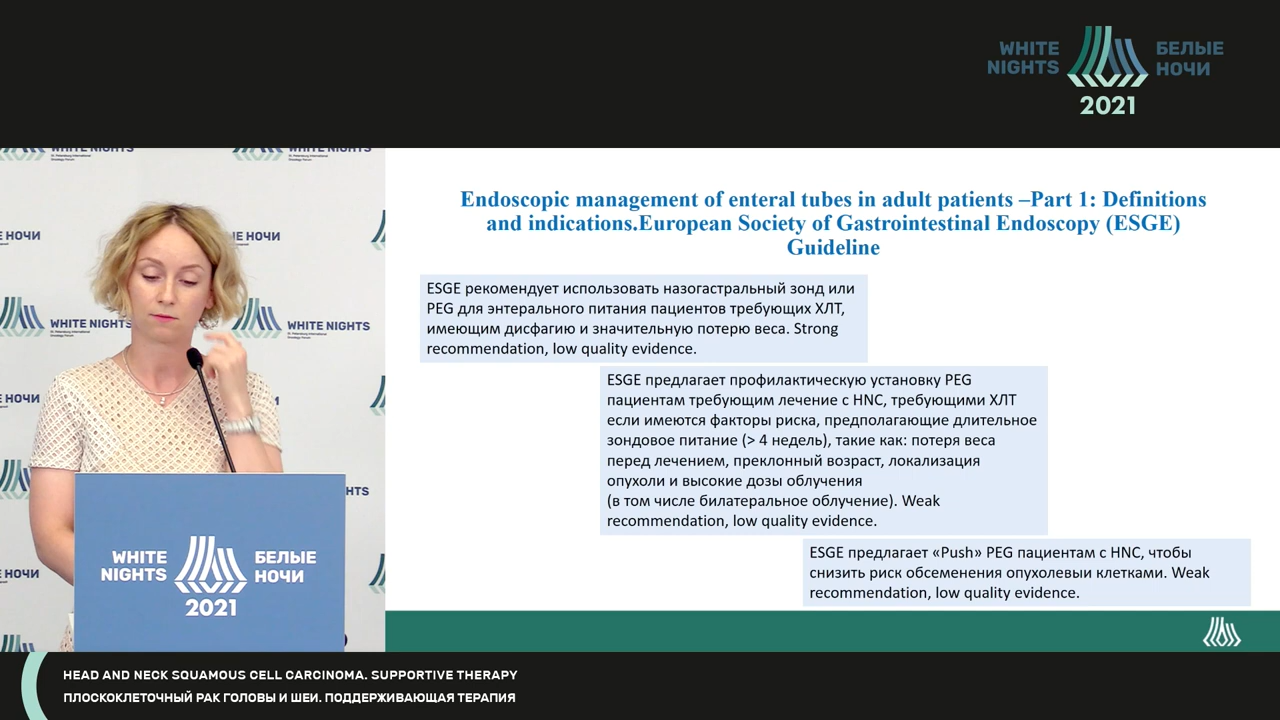 WHITE NIGHTS
БЕЛЫЕ НОЧИ
2021
WHITE NIGHTS
БЕЛЫЕ НОЧИ
2021
Endoscopic management of enteral tubes in adult patients –Part 1: Definitions
and indications.European Society of Gastrointestinal Endoscopy (ESGE)
Guideline
ESGE рекомендует использовать назогастральный зонд или
PEG для энтерального питания пациентов требующих ХЛТ,
имеющим дисфагию и значительную потерю веса. Strong
recommendation, low quality evidence.
ESGE предлагает профилактическую установку PEG
пациентам требующим лечение с HNC, требующими ХЛТ
если имеются факторы риска, предполагающие длительное
зондовое питание (> 4 недель), такие как: потеря веса
перед лечением, преклонный возраст, локализация
опухоли и высокие дозы облучения
(в том числе билатеральное облучение). Weak
recommendation, low quality evidence.
ESGE предлагает «Push» PEG пациентам с HNC, чтобы
снизить риск обсеменения опухолевыи клетками. Weak
recommendation, low quality evidence.
HEAD AND NECK SQUAMOUS CELL CARCINOMA. SUPPORTIVE THERAPY
ПЛОСКОКЛЕТОЧНЫЙ РАК ГОЛОВЫ И ШЕИ. ПОДДЕРЖИВАЮЩАЯ ТЕРАПИЯ